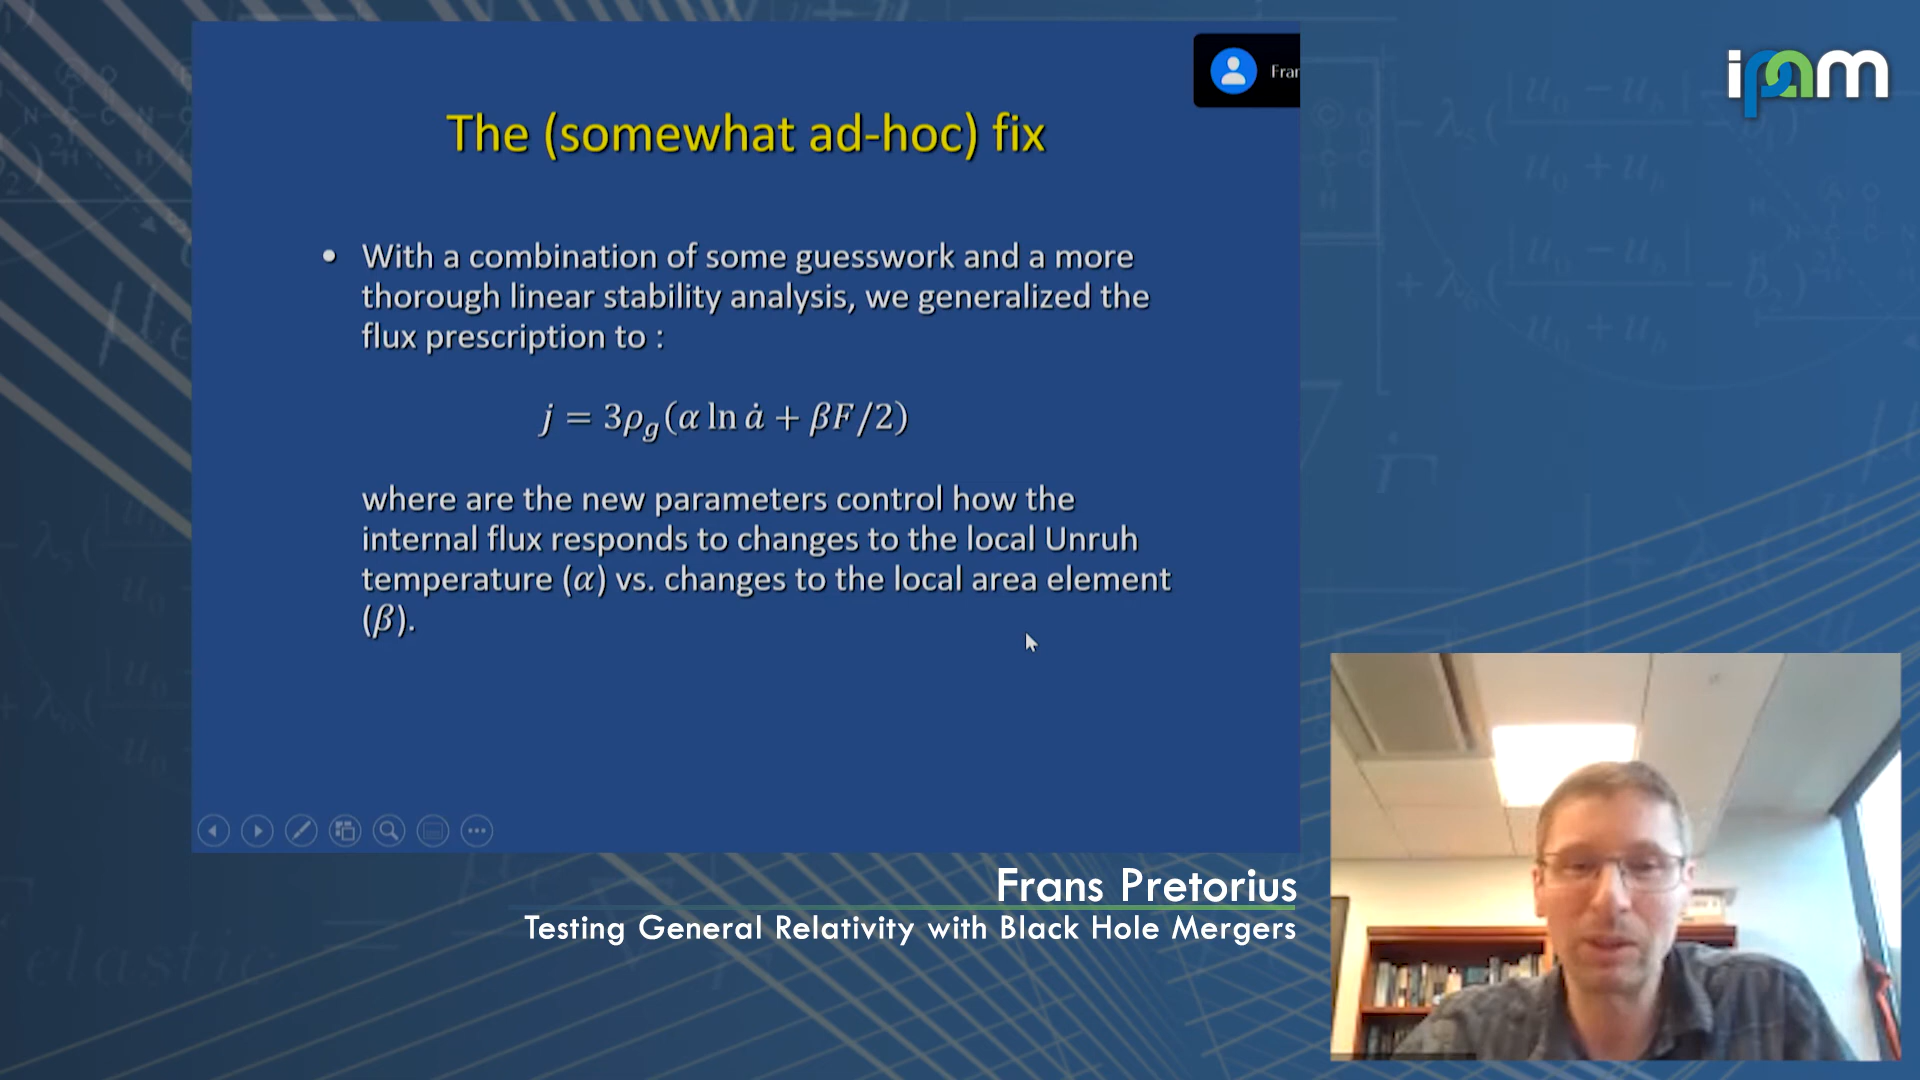 ipam
Fran
The (somewhat ad-hoc) fix
• With a combination of some guesswork and a more
thorough linear stability analysis, we generalized the
flux prescription to :
j = 3ρ_g(α ln ȧ + βF/2)
where are the new parameters control how the
internal flux responds to changes to the local Unruh
temperature (α) vs. changes to the local area element
(β).
Frans Pretorius
Testing General Relativity with Black Hole Mergers